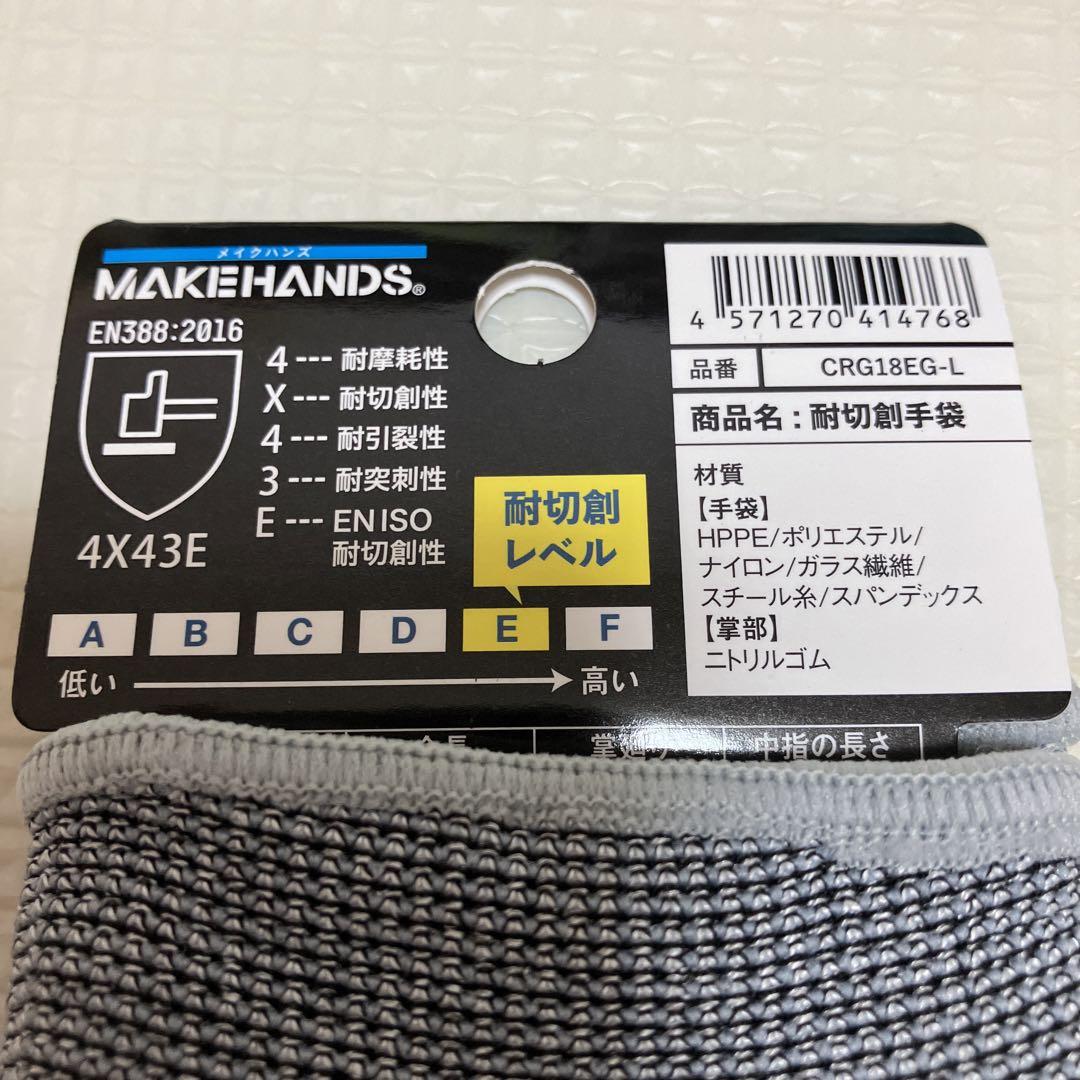 メイクハンズ
MAKEHANDS®
EN388:2016
4 --- 耐摩耗性
X --- 耐切創性
4 --- 耐引裂性
3 --- 耐突刺性
E --- EN ISO
耐切創性
4X43E
耐切創
レベル
A B C D E F
低い 高い
4 571270 414768
品番 CRG18EG-L
商品名：耐切創手袋
材質
【手袋】
HPPE/ポリエステル/
ナイロン/ガラス繊維/
スチール糸/スパンデックス
【掌部】
ニトリルゴム
全長 掌廻り 中指の長さ